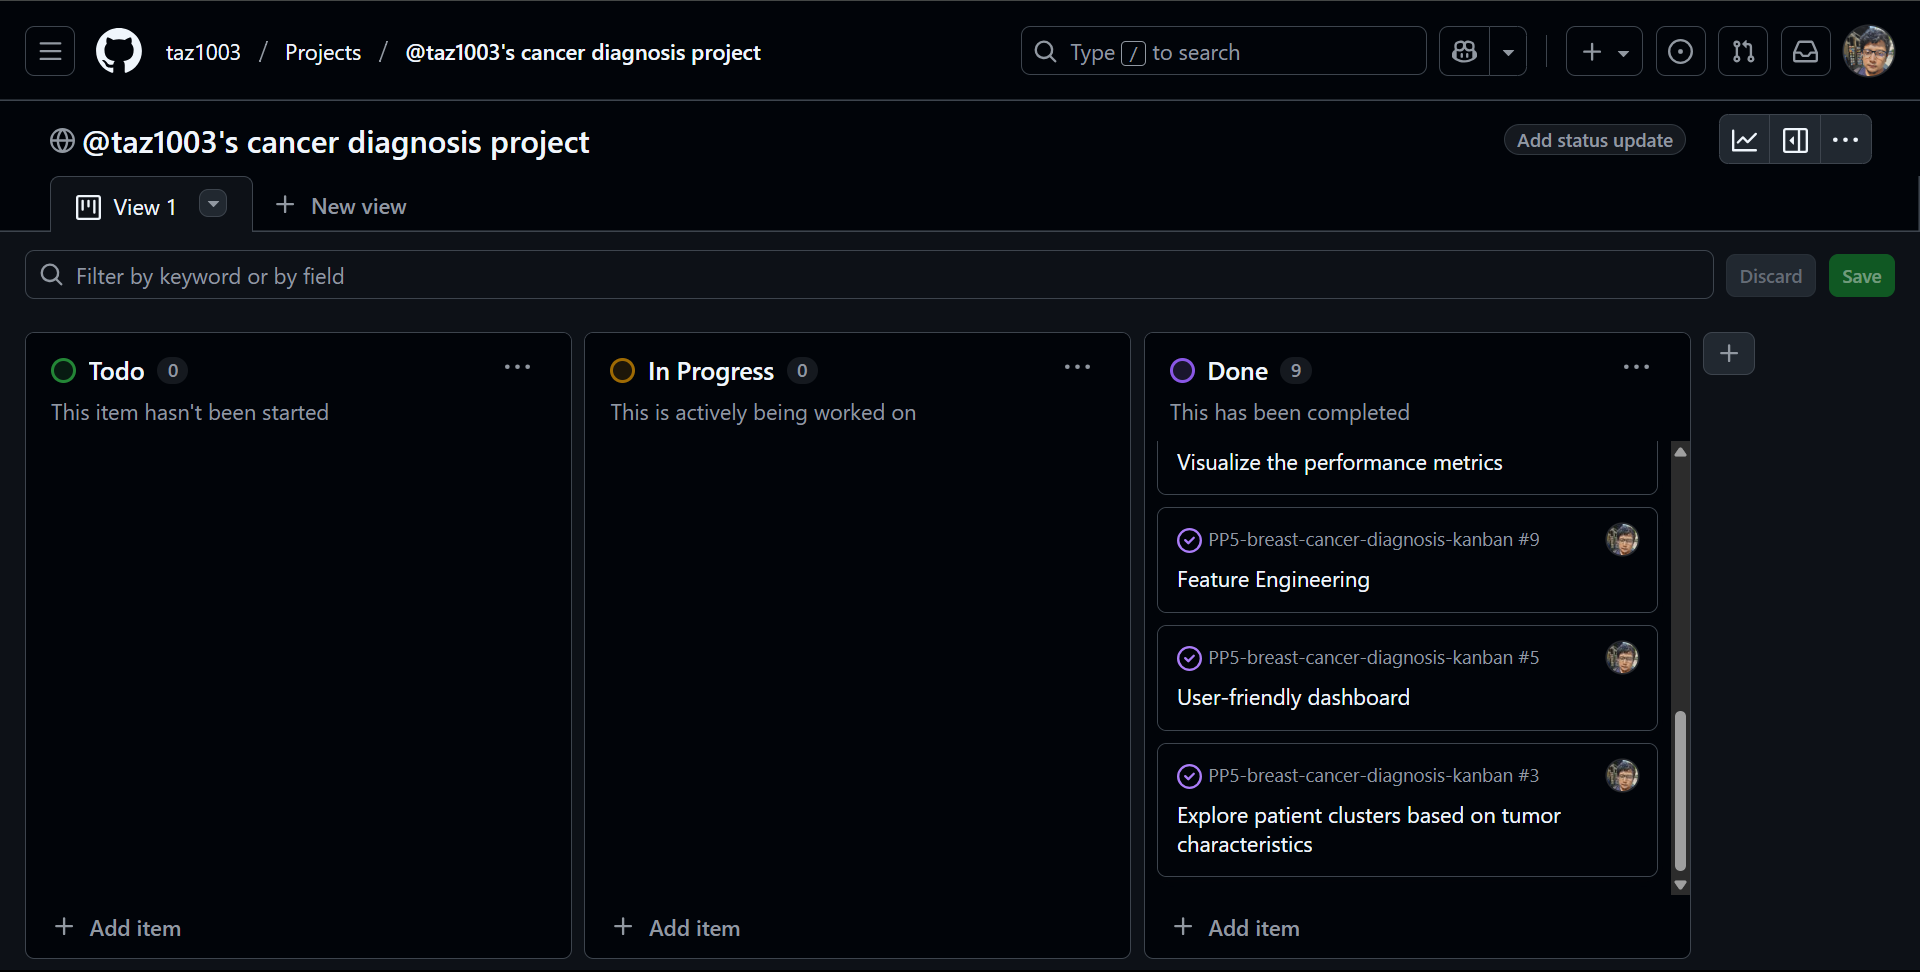 taz1003 / Projects / @taz1003's cancer diagnosis project
Type / to search
@taz1003's cancer diagnosis project
Add status update
View 1
New view
Filter by keyword or by field
Discard
Save
Todo 0
This item hasn't been started
Add item
In Progress 0
This is actively being worked on
Add item
Done 9
This has been completed
Visualize the performance metrics
PP5-breast-cancer-diagnosis-kanban #9
Feature Engineering
PP5-breast-cancer-diagnosis-kanban #5
User-friendly dashboard
PP5-breast-cancer-diagnosis-kanban #3
Explore patient clusters based on tumor
characteristics
Add item